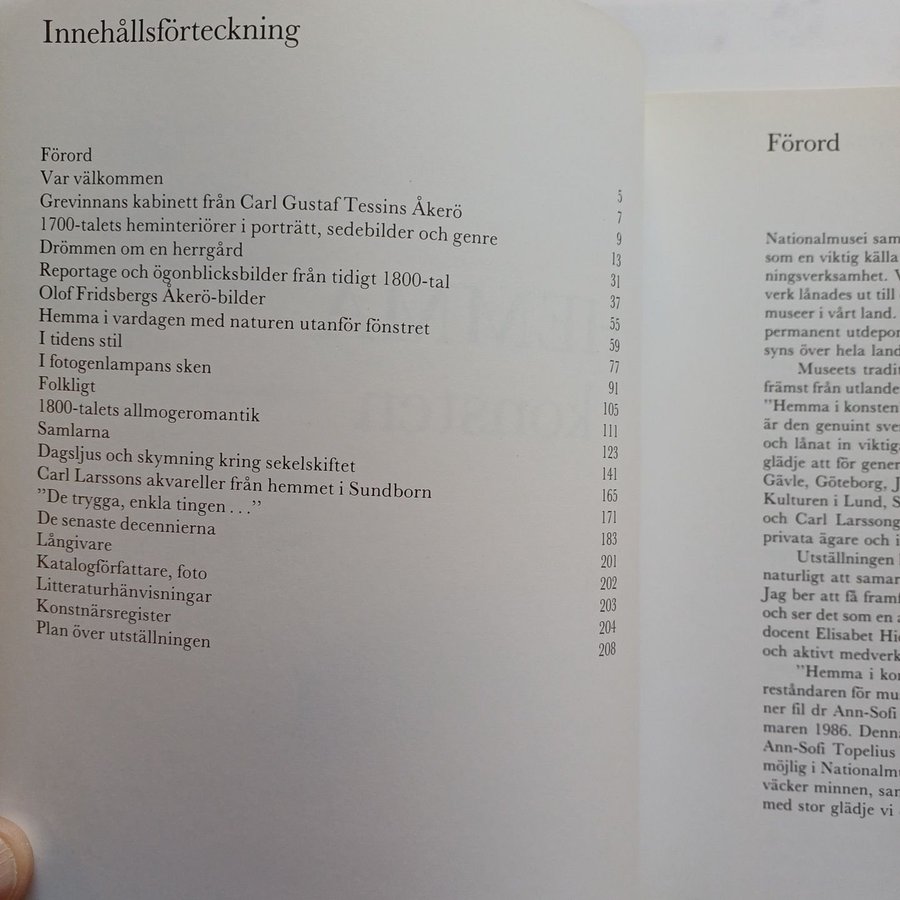 Innehållsförteckning
Förord 5
Var välkommen 7
Grevinnans kabinett från Carl Gustaf Tessins Åkerö 9
1700-talets heminteriörer i porträtt, sedebilder och genre 13
Drömmen om en herrgård 31
Reportage och ögonblicksbilder från tidigt 1800-tal 37
Olof Fridsbergs Åkerö-bilder 55
Hemma i vardagen med naturen utanför fönstret 59
I tidens stil 77
I fotogenlampans sken 91
Folkligt 105
1800-talets allmogeromantik 111
Samlarna 123
Dagsljus och skymning kring sekelskiftet 141
Carl Larssons akvareller från hemmet i Sundborn 165
”De trygga, enkla tingen . . .” 171
De senaste decennierna 183
Långivare 201
Katalogförfattare, foto 202
Litteraturhänvisningar 203
Konstnärsregister 204
Plan över utställningen 208
Förord
Nationalmusei sam
som en viktig källa
ningsverksamhet. V
verk lånades ut till
museer i vårt land.
permanent utdepor
syns över hela land
Museets tradit
främst från utlande
”Hemma i konsten
är den genuint sve
och lånat in viktiga
glädje att för gener
Gävle, Göteborg, J
Kulturen i Lund, S
och Carl Larssong
privata ägare och i
Utställningen
naturligt att samar
Jag ber att få framf
och ser det som en a
docent Elisabet Hid
och aktivt medverk
”Hemma i kon
reståndaren för mu
ner fil dr Ann-Sofi
maren 1986. Denna
Ann-Sofi Topelius
möjlig i Nationalmu
väcker minnen, sam
med stor glädje vi